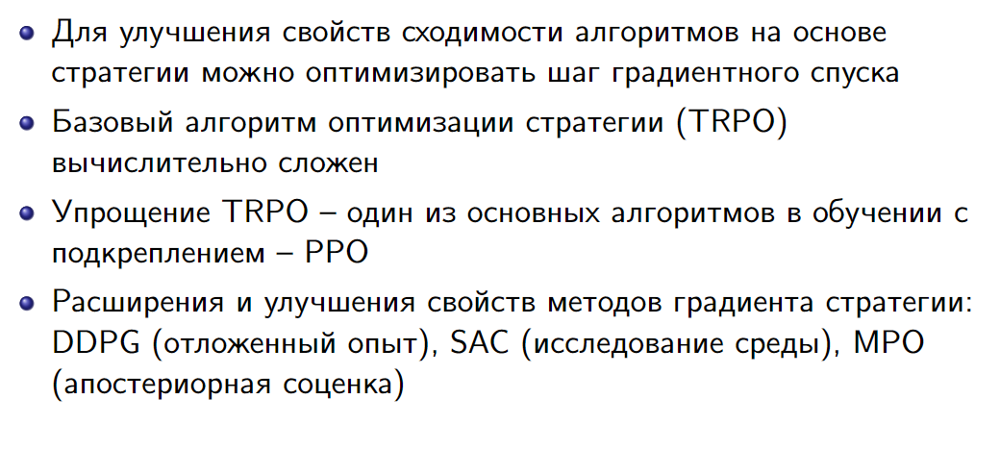 Для улучшения свойств сходимости алгоритмов на основе
стратегии можно оптимизировать шаг градиентного спуска
Базовый алгоритм оптимизации стратегии (TRPO)
вычислительно сложен
Упрощение TRPO – один из основных алгоритмов в обучении с
подкреплением – PPO
Расширения и улучшения свойств методов градиента стратегии:
DDPG (отложенный опыт), SAC (исследование среды), MPO
(апостериорная соценка)